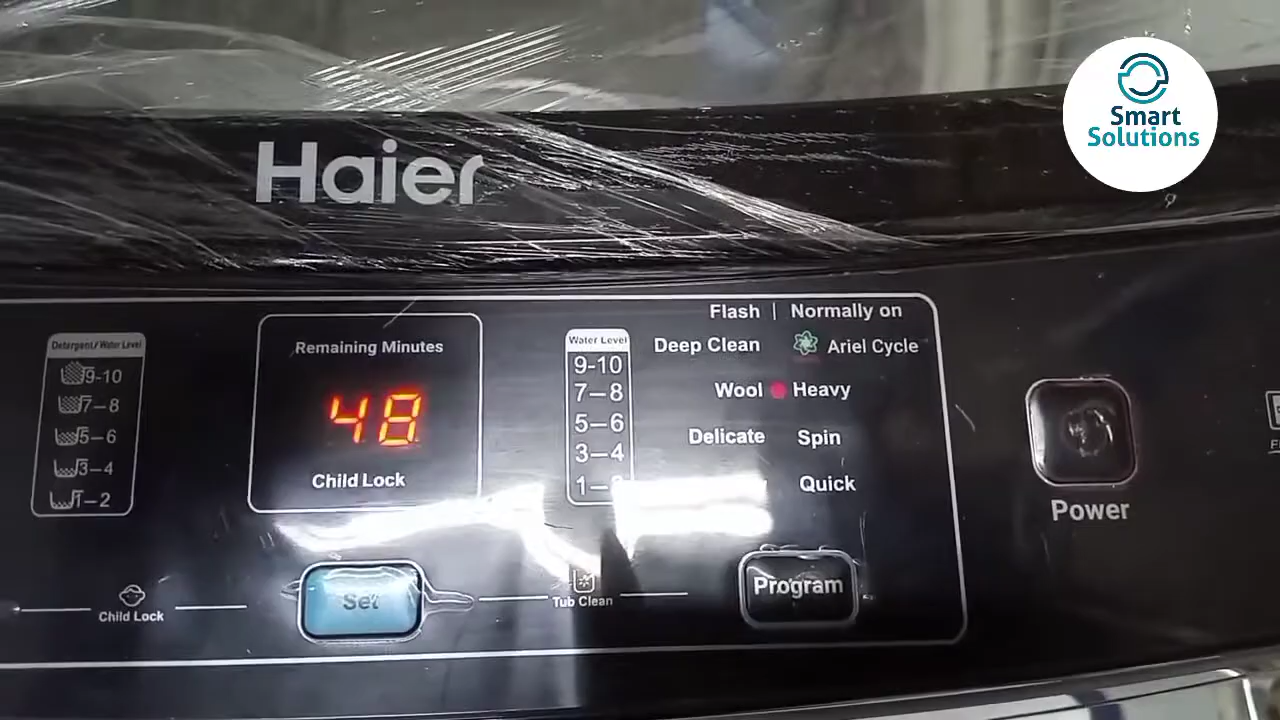 Smart
Solutions
Haier
Detergent/Water Level
9-10
7-8
5-6
3-4
1-2
Remaining Minutes
48
Child Lock
Water Level
9-10
7-8
5-6
3-4
Flash | Normally on
Deep Clean Ariel Cycle
Wool Heavy
Delicate Spin
Quick
Power
Child Lock
Set
Tub Clean
Program